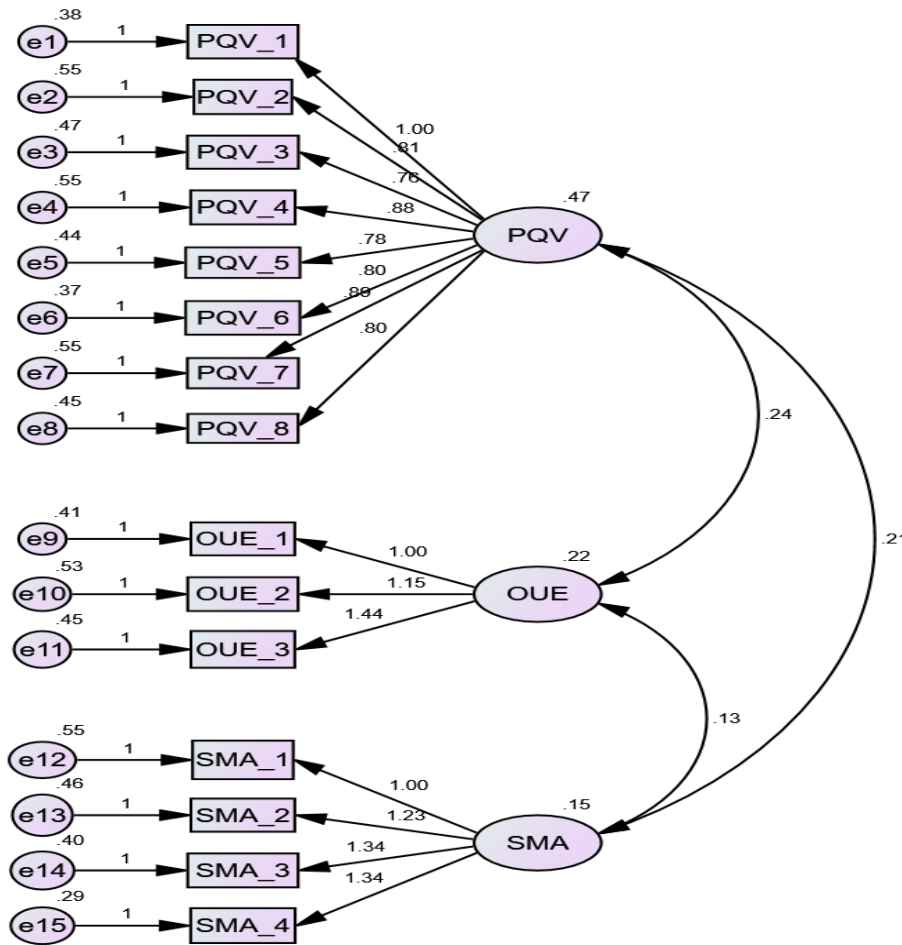 .38
e1 1 PQV_1
.55
e2 1 PQV_2
1.00
.47
e3 1 PQV_3
.81
.76
.55
e4 1 PQV_4
.88
.47
PQV
.44
e5 1 PQV_5
.78
.37
e6 1 PQV_6
.80
.89
.55
e7 1 PQV_7
.80
.45
e8 1 PQV_8
.24
.21
.41
e9 1 OUE_1
1.00
.22
.53
e10 1 OUE_2
1.15
OUE
.45
e11 1 OUE_3
1.44
.13
.55
e12 1 SMA_1
1.00
.46
e13 1 SMA_2
1.23
.15
SMA
.40
e14 1 SMA_3
1.34
1.34
.29
e15 1 SMA_4